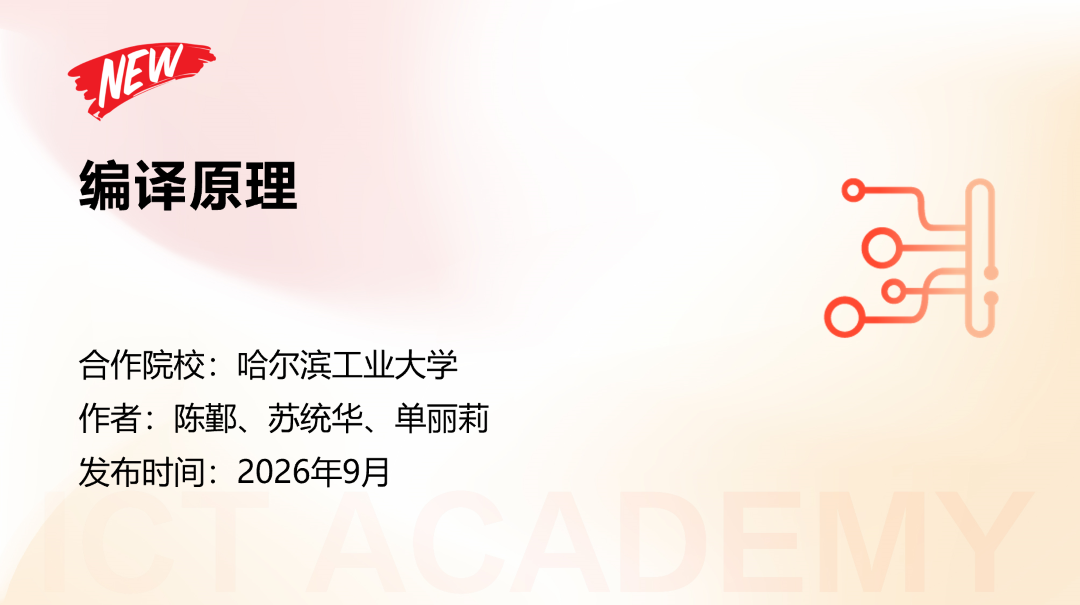 NEW
编译原理
合作院校：哈尔滨工业大学
作者：陈鄞、苏统华、单丽莉
发布时间：2026年9月
ICT ACADEMY